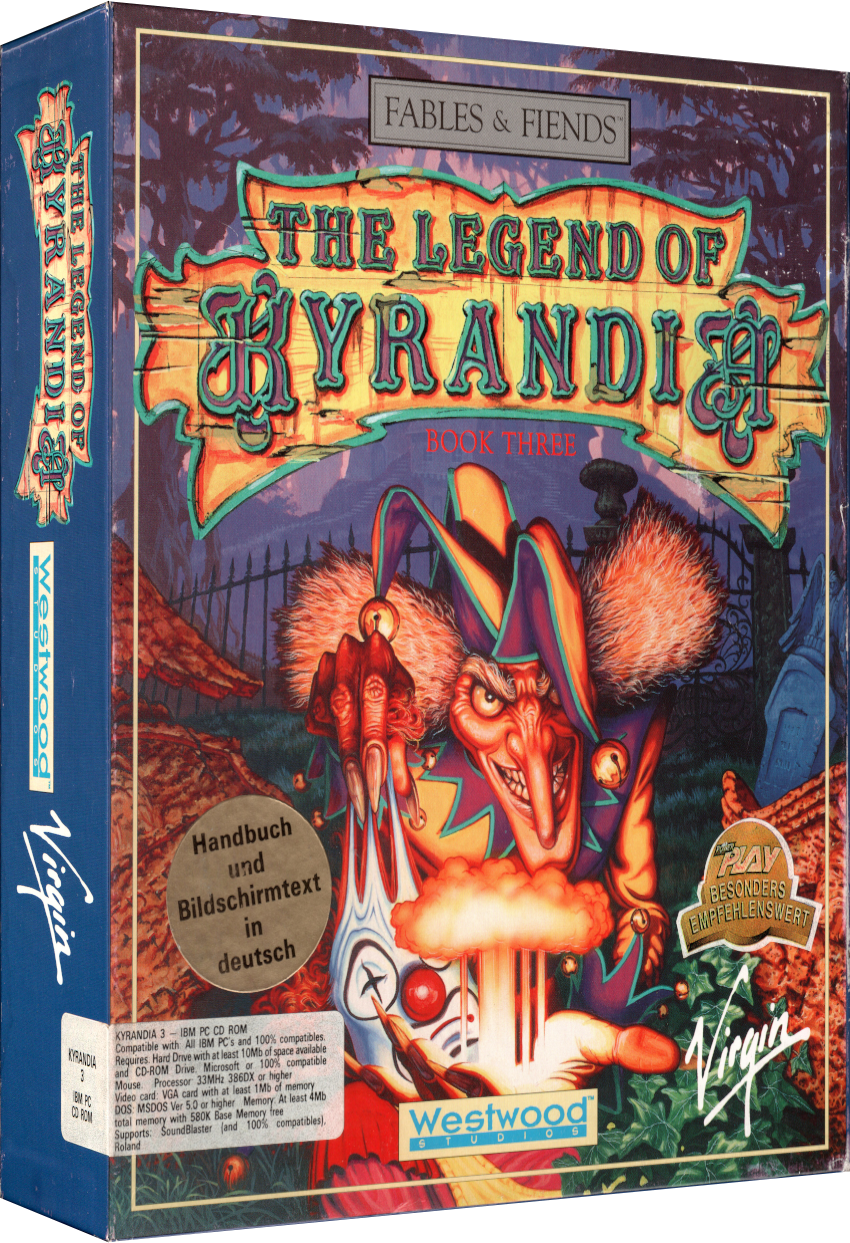 FABLES & FIENDS™
THE LEGEND OF
KYRANDIA
BOOK THREE
THE LEGEND OF
KYRANDIA
Westwood™
STUDIOS
Virgin
KYRANDIA
3
IBM PC
CD ROM
Handbuch
und
Bildschirmtext
in
deutsch
PLAY
BESONDERS
EMPFEHLENSWERT
KYRANDIA 3 – IBM PC CD ROM
Compatible with All IBM PC's and 100% compatibles.
Requires. Hard Drive with at least 10Mb of space available
and CD-ROM Drive. Microsoft or 100% compatible
Mouse. Processor 33MHz 386DX or higher
Video card: VGA card with at least 1Mb of memory
DOS: MSDOS Ver 5.0 or higher Memory: At least 4Mb
total memory with 580K Base Memory free
Supports: SoundBlaster (and 100% compatibles).
Roland
Virgin
Westwood™
STUDIOS